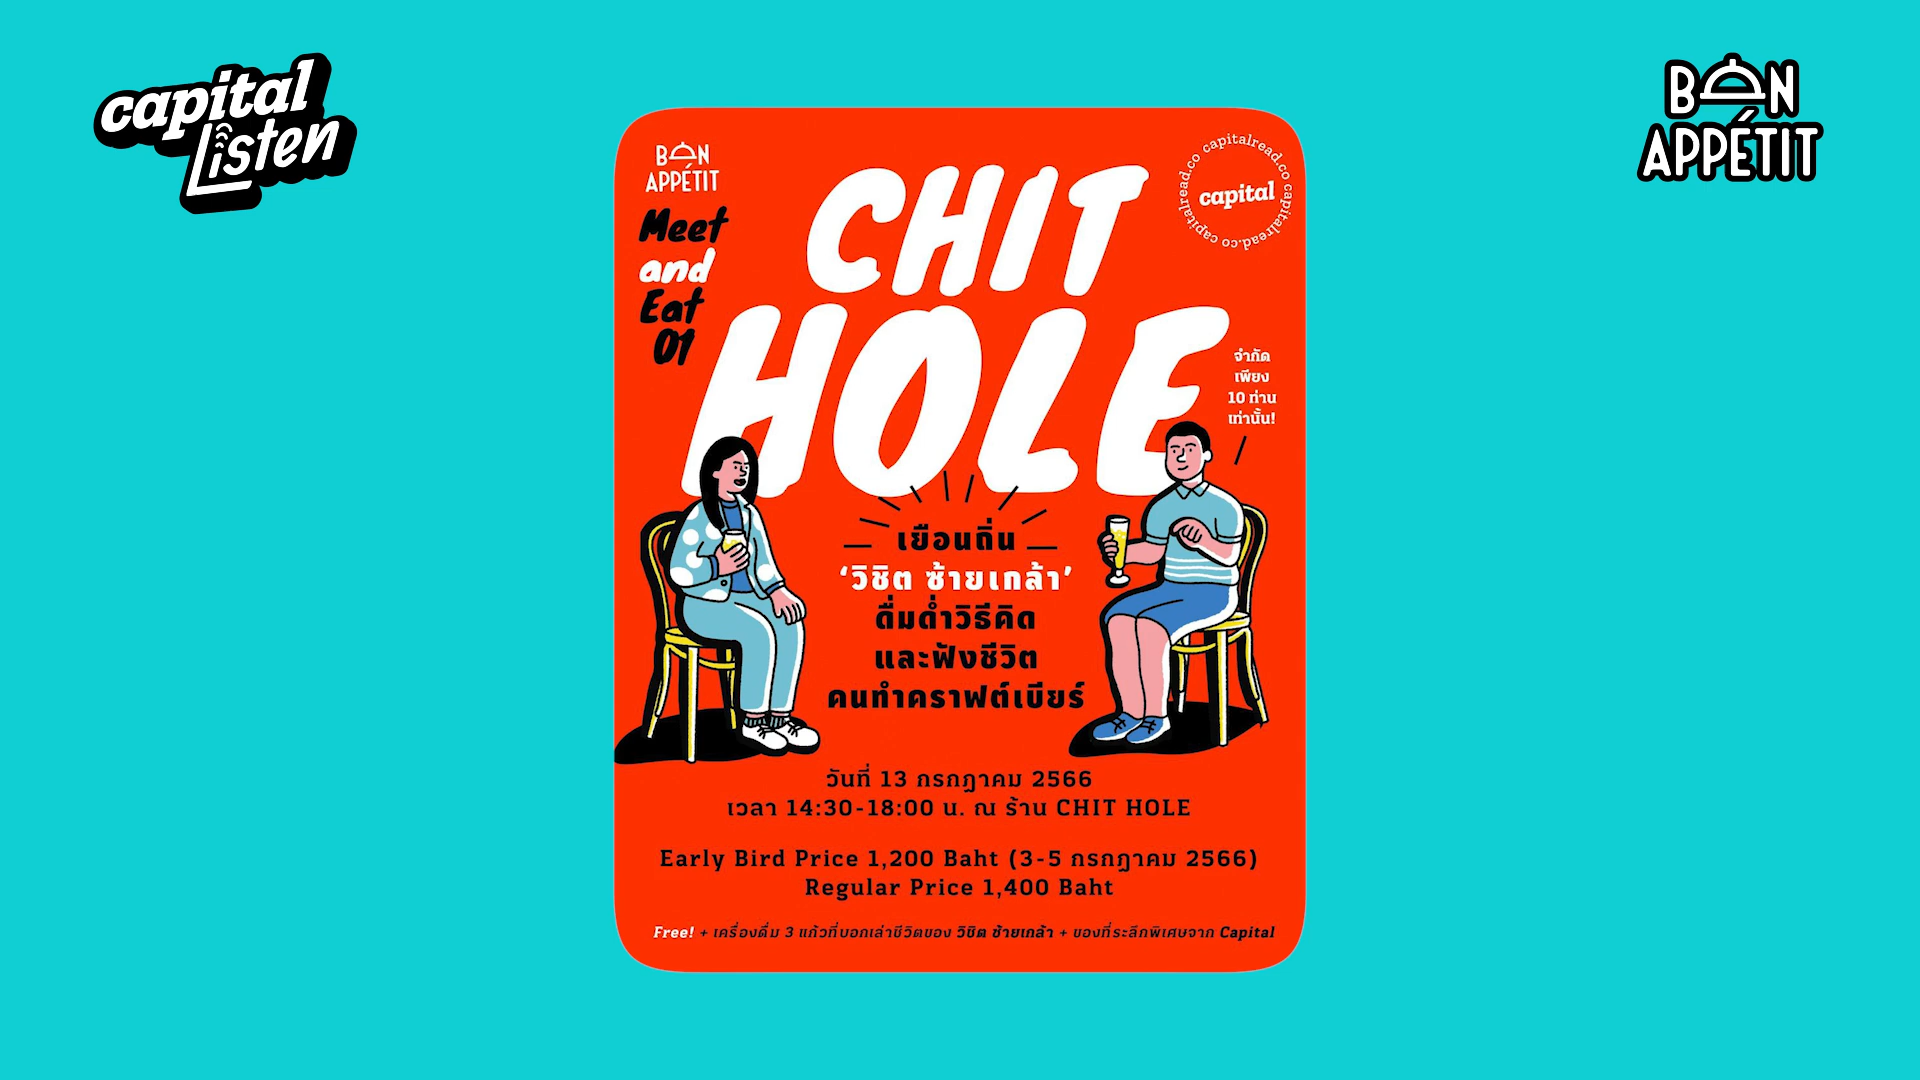 capital
Listen
BON
APPÉTIT
BON
APPÉTIT
Meet
and
Eat
01
CHIT
HOLE
capitalread.co capitalread.co capitalread.co
capital
จำกัด
เพียง
10 ท่าน
เท่านั้น!
เยือนถิ่น
‘วิชิต ซ้ายเกล้า’
ดื่มด่ำวิธีคิด
และฟังชีวิต
คนทำคราฟต์เบียร์
วันที่ 13 กรกฎาคม 2566
เวลา 14:30-18:00 น. ณ ร้าน CHIT HOLE
Early Bird Price 1,200 Baht (3-5 กรกฎาคม 2566)
Regular Price 1,400 Baht
Free! + เครื่องดื่ม 3 แก้วที่บอกเล่าชีวิตของ วิชิต ซ้ายเกล้า + ของที่ระลึกพิเศษจาก Capital